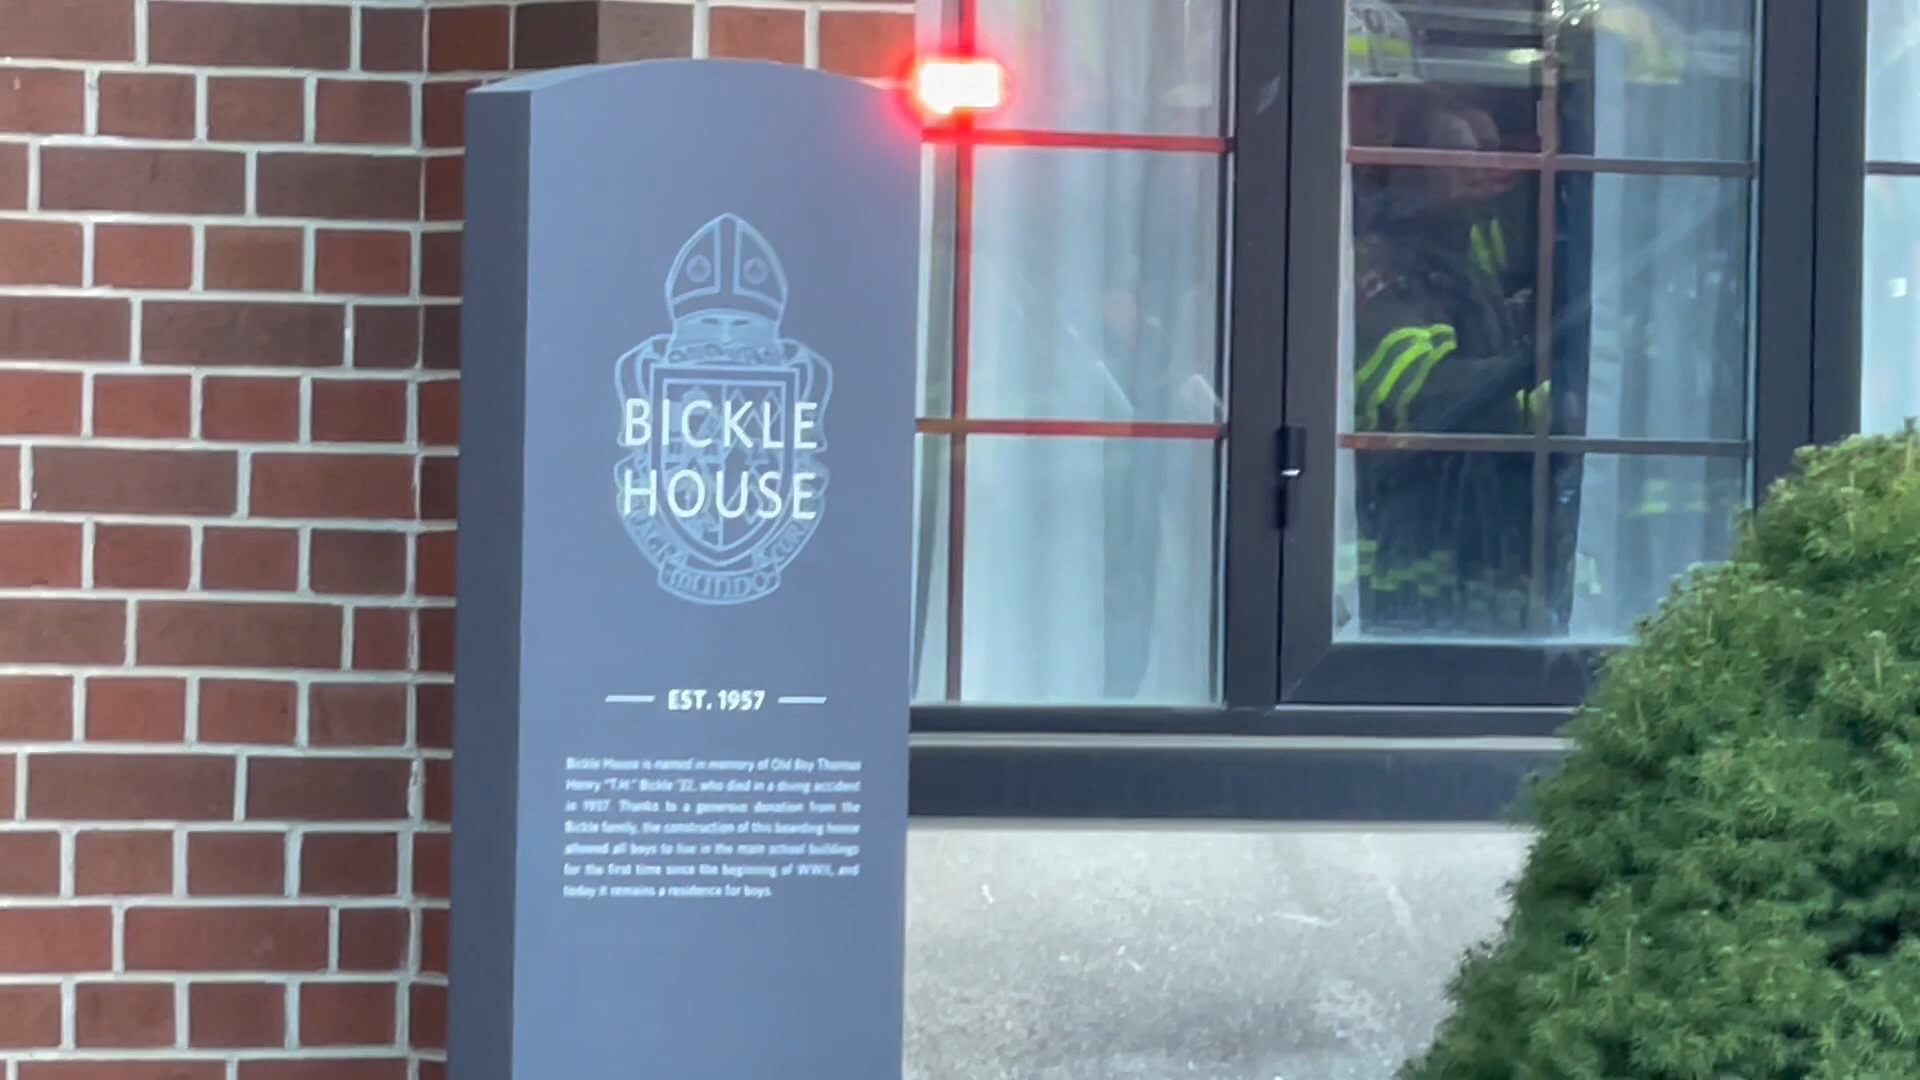 BICKLE
HOUSE
MUNDO
EST. 1957
Bickle House is named in memory of Old Boy Thomas
Henry "T.H." Bickle '32, who died in a diving accident
in 1937. Thanks to a generous donation from the
Bickle family, the construction of this boarding house
allowed all boys to live in the main school buildings
for the first time since the beginning of WWII, and
today it remains a residence for boys.